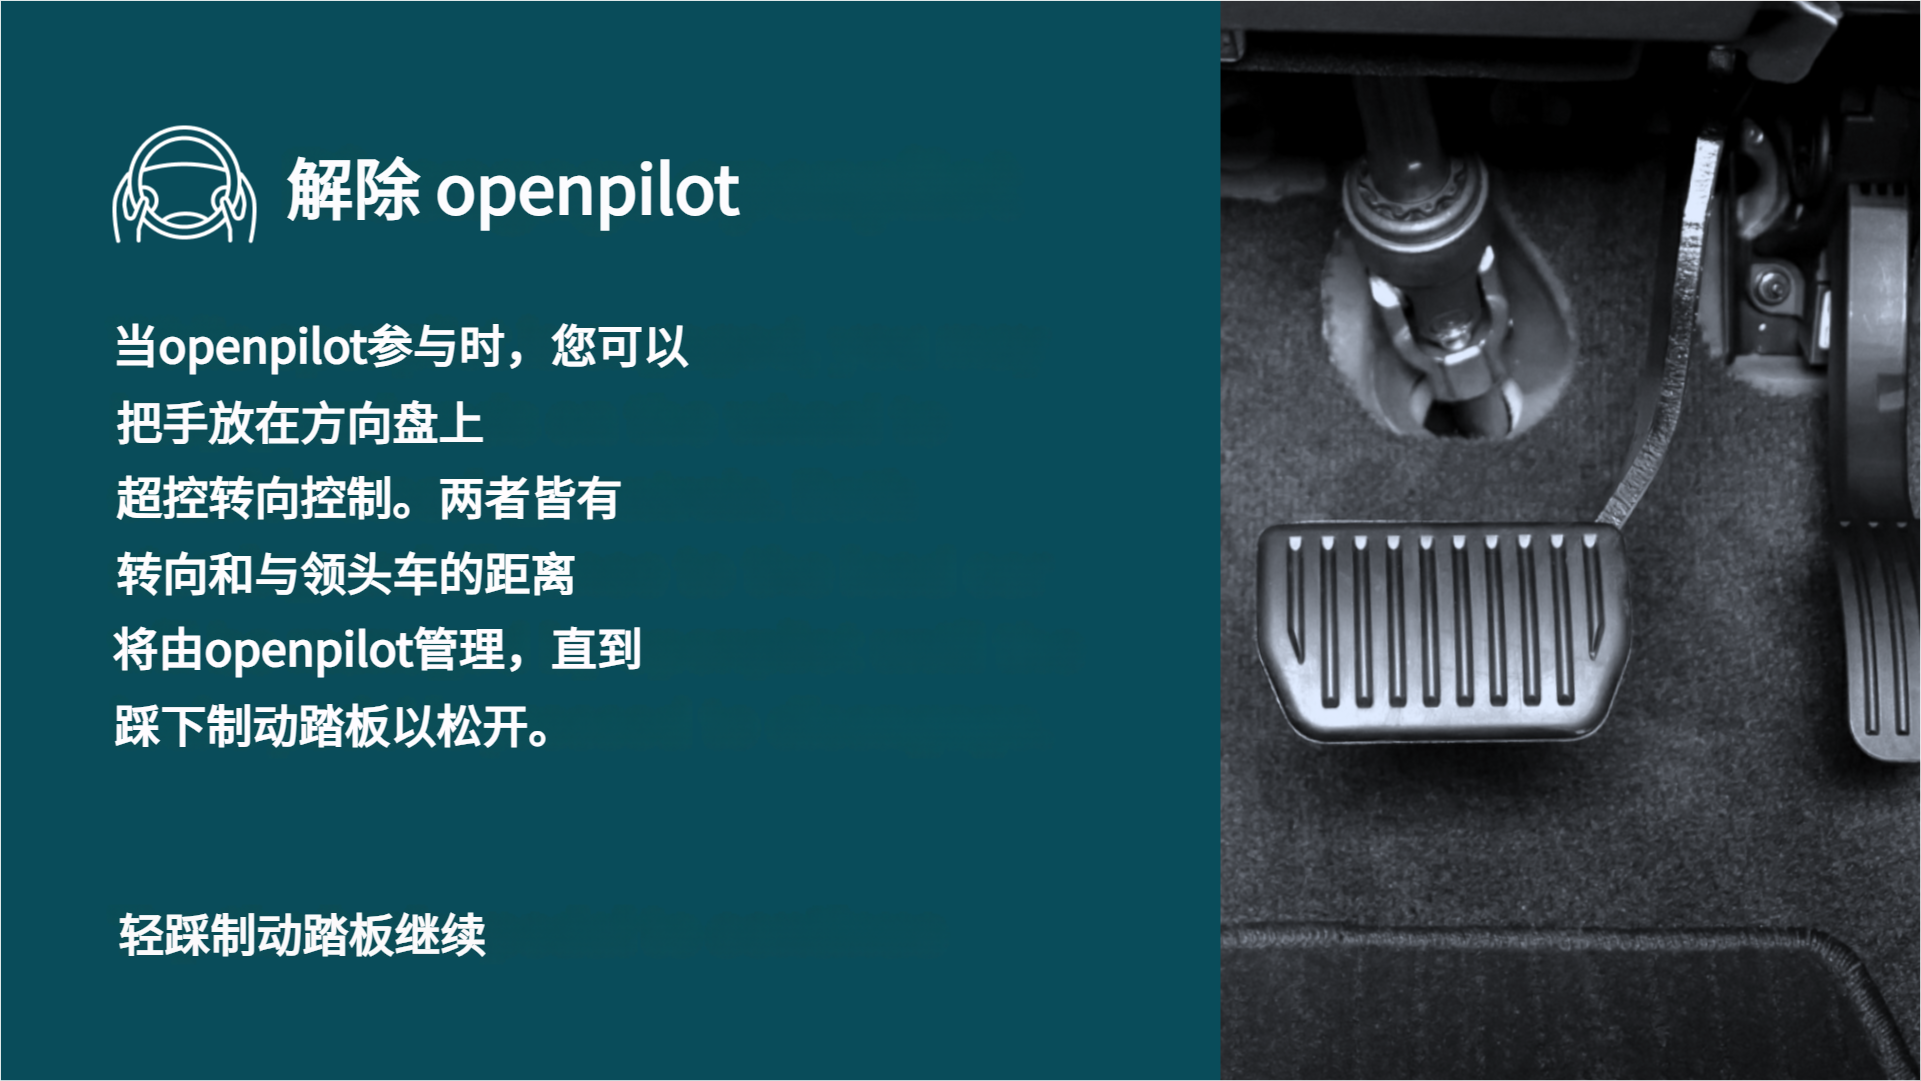 解除 openpilot
当openpilot参与时，您可以
把手放在方向盘上
超控转向控制。两者皆有
转向和与领头车的距离
将由openpilot管理，直到
踩下制动踏板以松开。
轻踩制动踏板继续